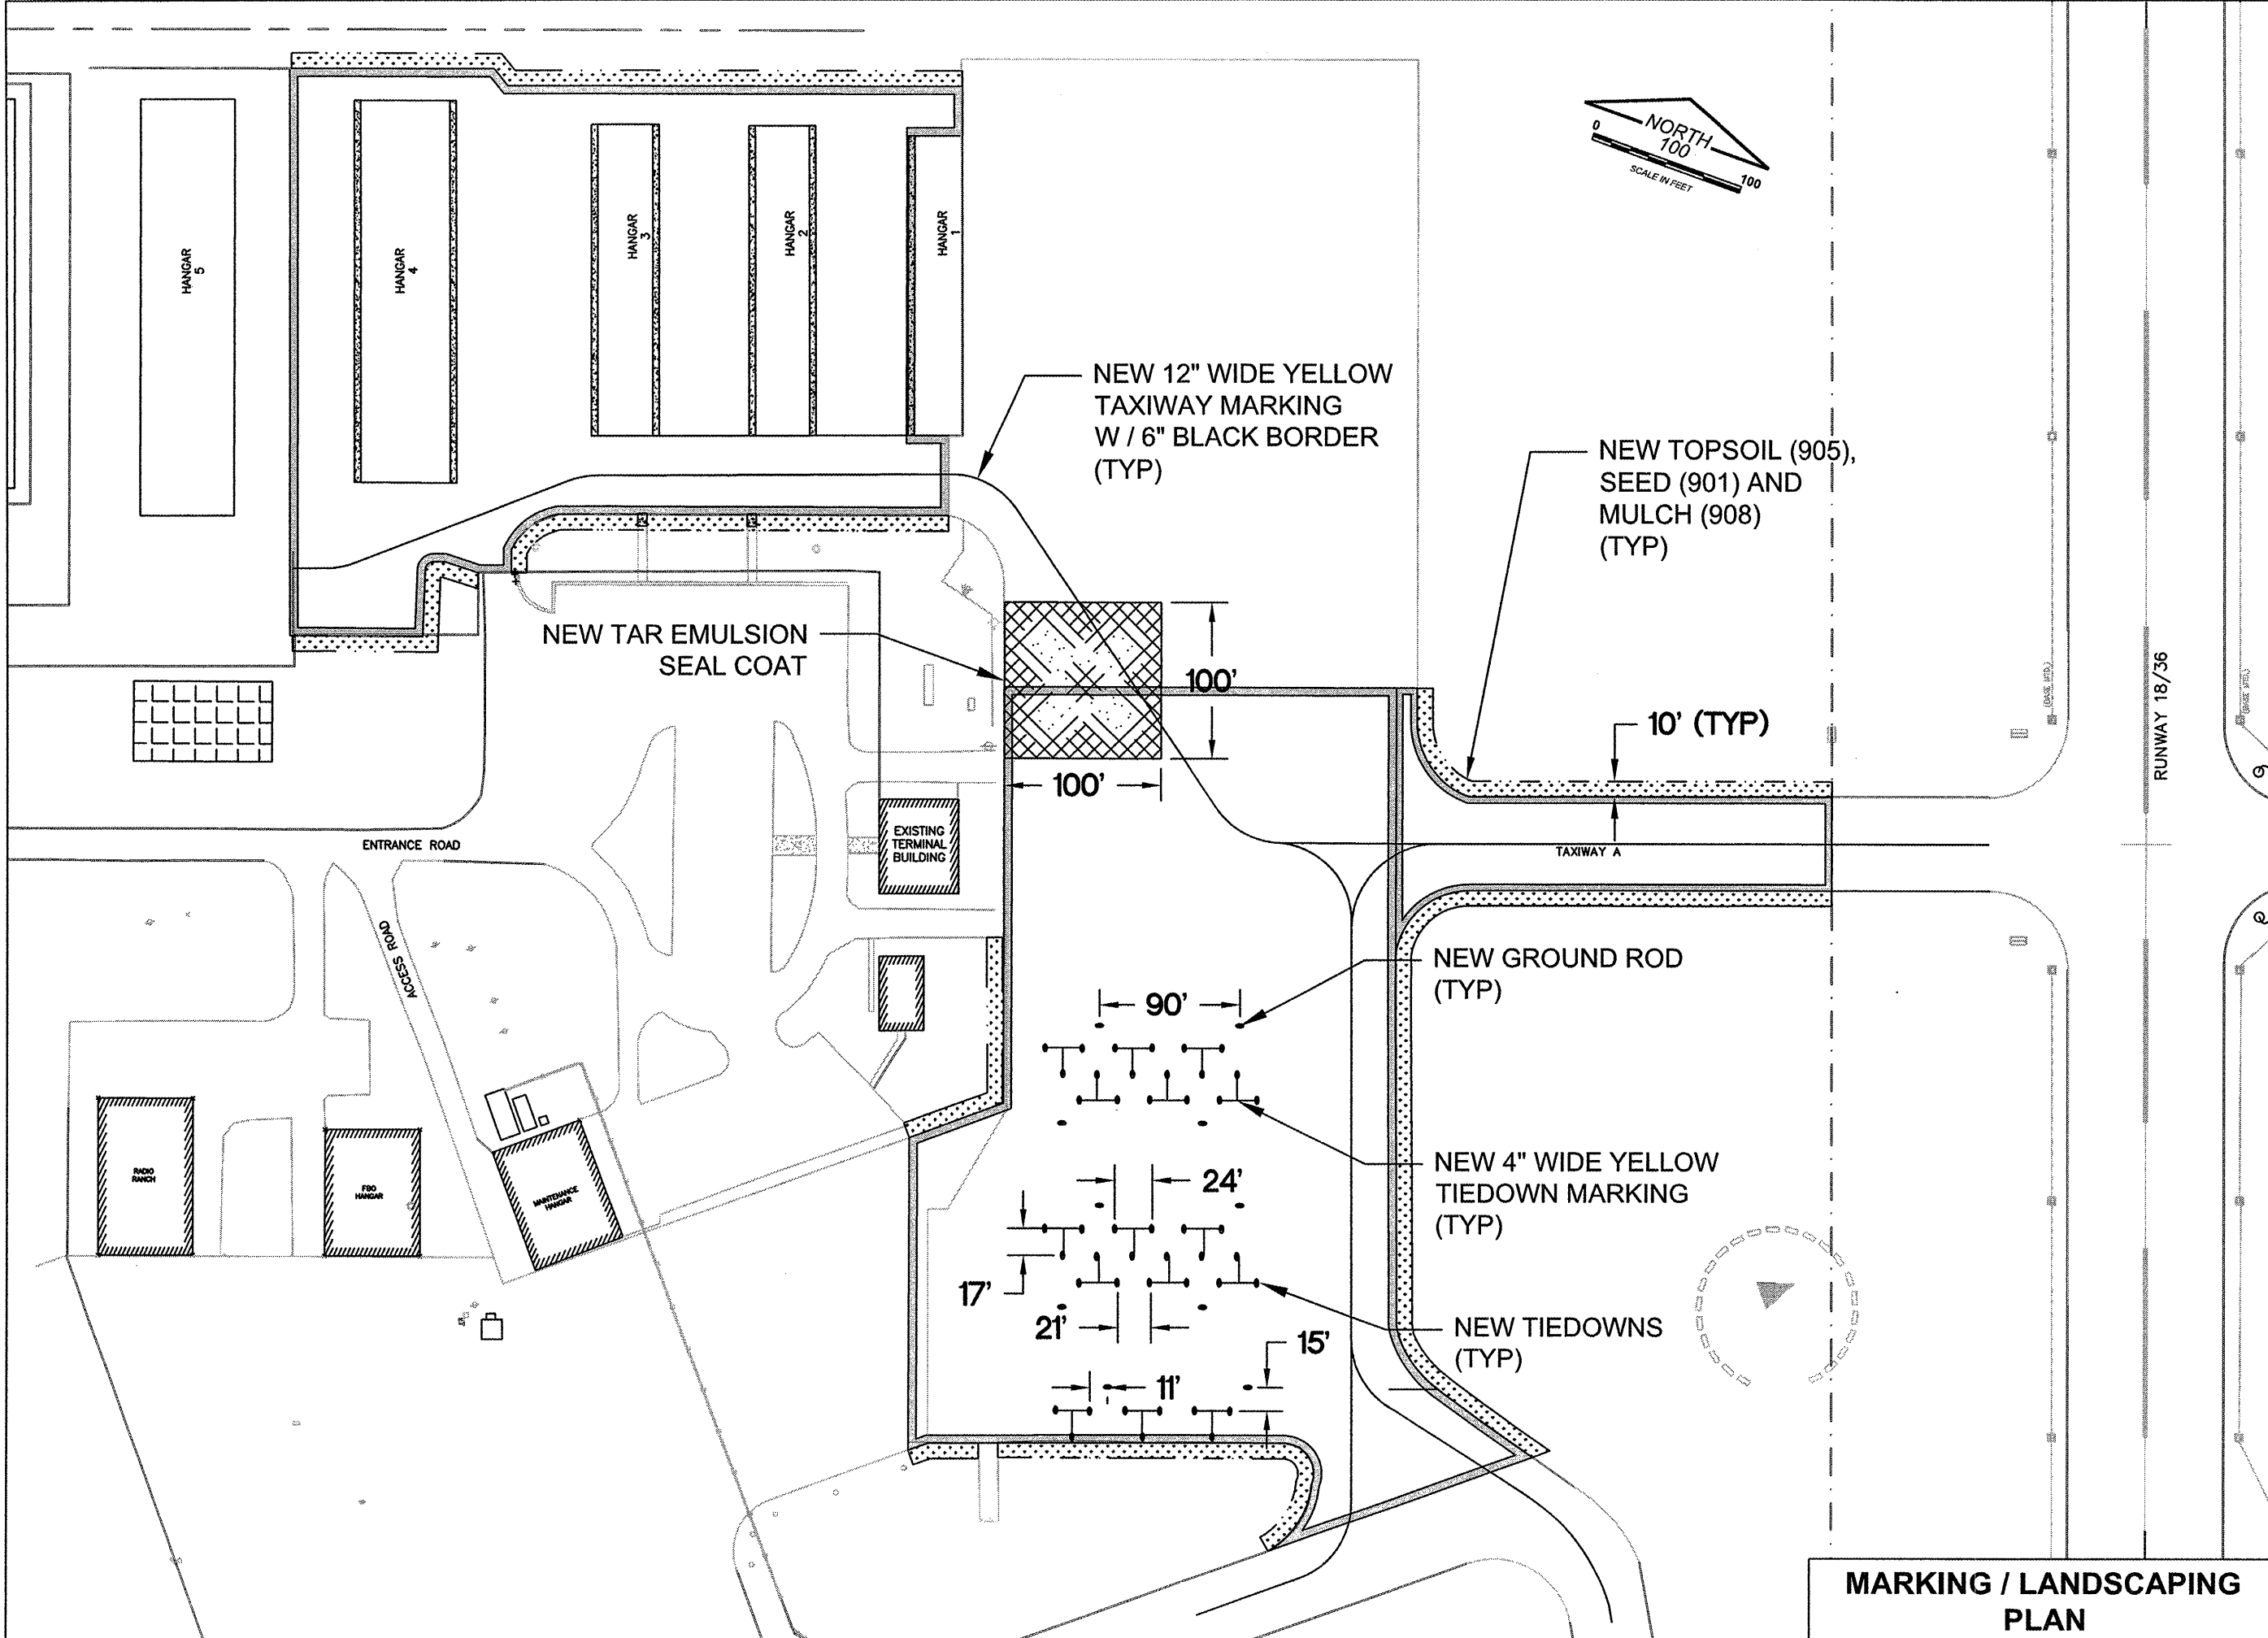 NORTH
0
100
100
SCALE IN FEET
HANGAR
5
HANGAR
4
HANGAR
3
HANGAR
2
HANGAR
1
NEW 12" WIDE YELLOW
TAXIWAY MARKING
W / 6" BLACK BORDER
(TYP)
NEW TOPSOIL (905),
SEED (901) AND
MULCH (908)
(TYP)
NEW TAR EMULSION
SEAL COAT
100'
100'
10' (TYP)
RUNWAY 18/36
ENTRANCE ROAD
EXISTING
TERMINAL
BUILDING
TAXIWAY A
ACCESS ROAD
NEW GROUND ROD
(TYP)
90'
NEW 4" WIDE YELLOW
TIEDOWN MARKING
(TYP)
24'
17'
21'
NEW TIEDOWNS
(TYP)
15'
11'
RADIO
RANCH
FBO
HANGAR
MAINTENANCE
HANGAR
MARKING / LANDSCAPING
PLAN